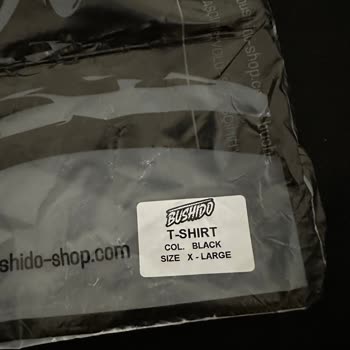 BUSHIDO
T-SHIRT
COL. BLACK
SIZE X - LARGE
shido-shop.com